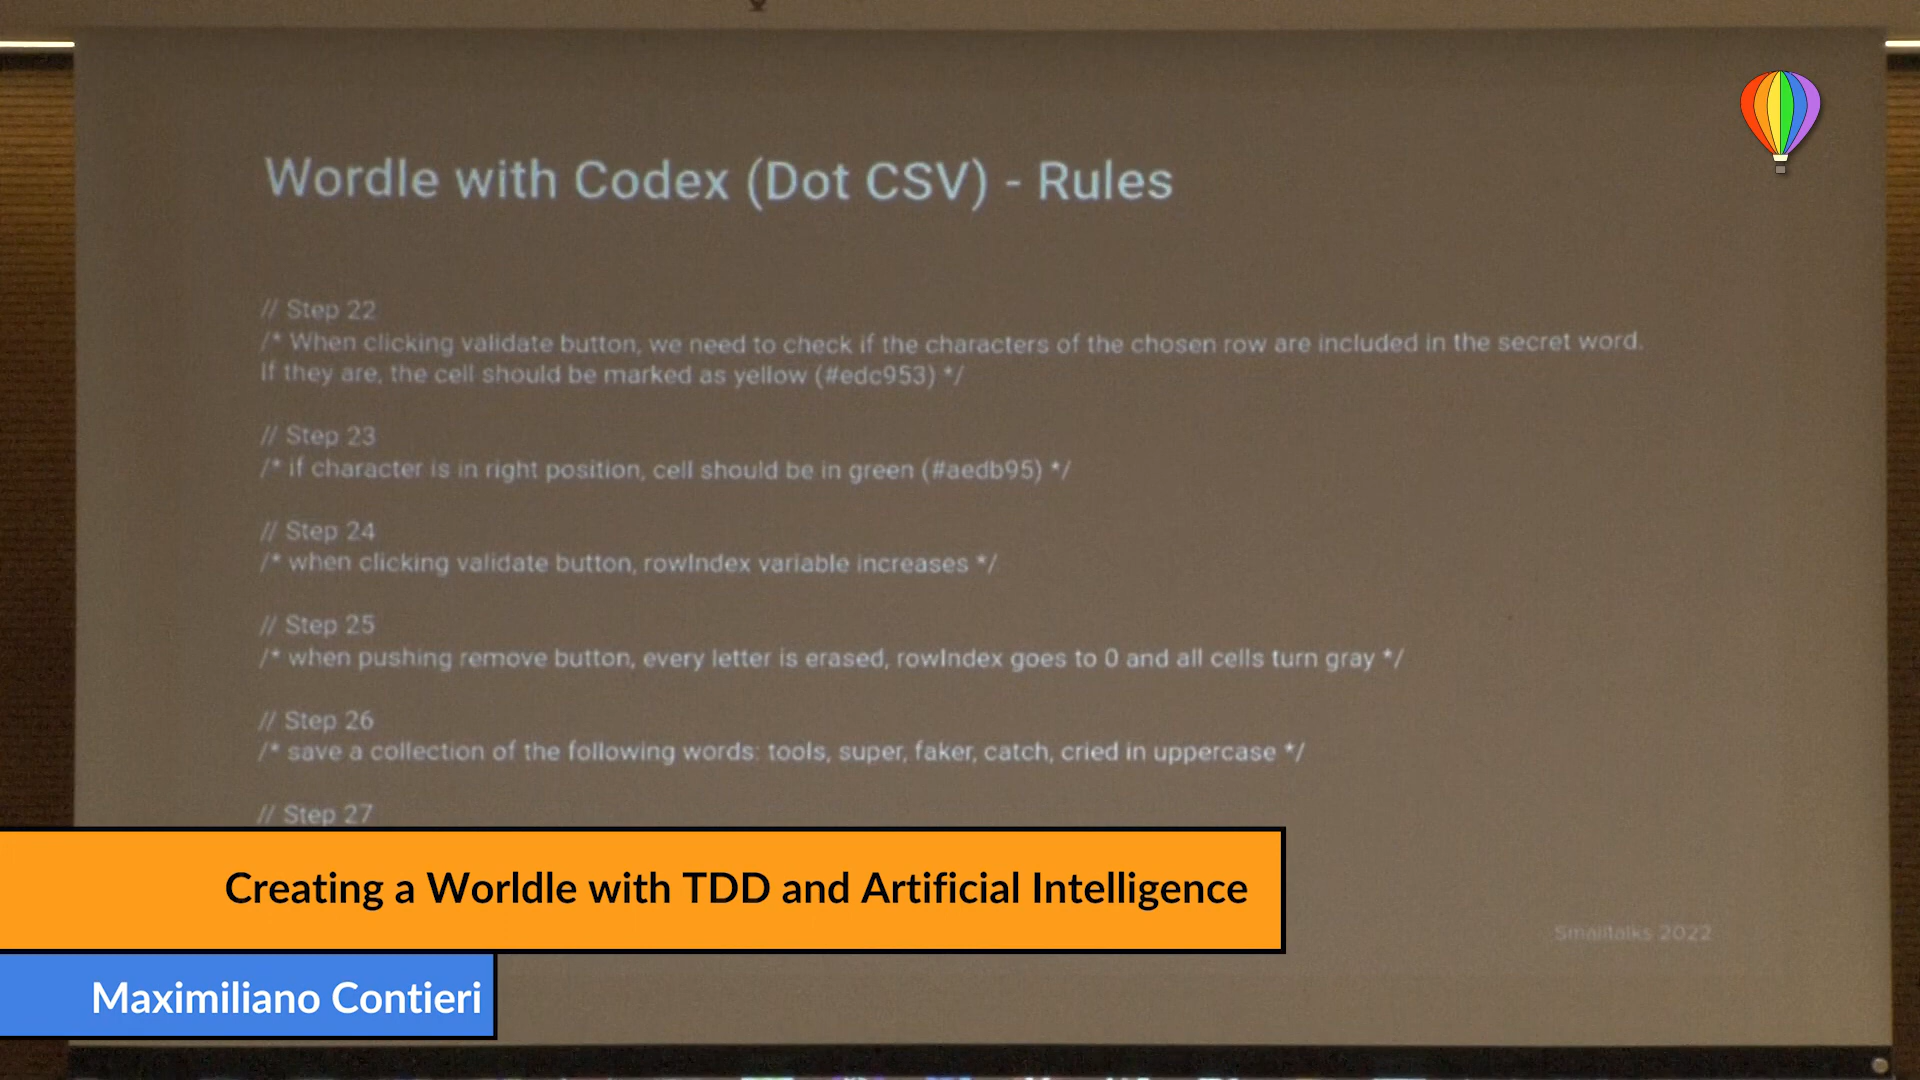 Wordle with Codex (Dot CSV) - Rules
// Step 22
/* When clicking validate button, we need to check if the characters of the chosen row are included in the secret word.
If they are, the cell should be marked as yellow (#edc953) */
// Step 23
/* if character is in right position, cell should be in green (#aedb95) */
// Step 24
/* when clicking validate button, rowIndex variable increases */
// Step 25
/* when pushing remove button, every letter is erased, rowIndex goes to 0 and all cells turn gray */
// Step 26
/* save a collection of the following words: tools, super, faker, catch, cried in uppercase */
// Step 27
Creating a Worldle with TDD and Artificial Intelligence
Smalltalks 2022
Maximiliano Contieri